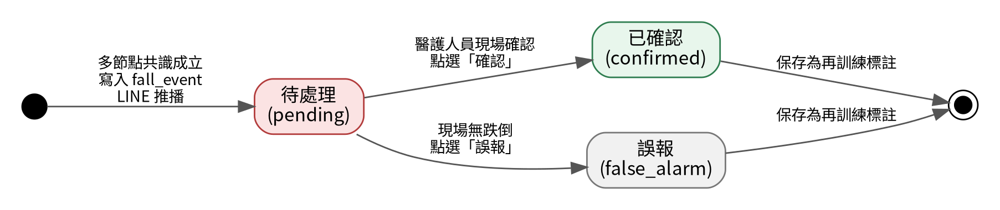 多節點共識成立
寫入 fall_event
LINE 推播
待處理
(pending)
醫護人員現場確認
點選「確認」
已確認
(confirmed)
保存為再訓練標註
現場無跌倒
點選「誤報」
誤報
(false_alarm)
保存為再訓練標註